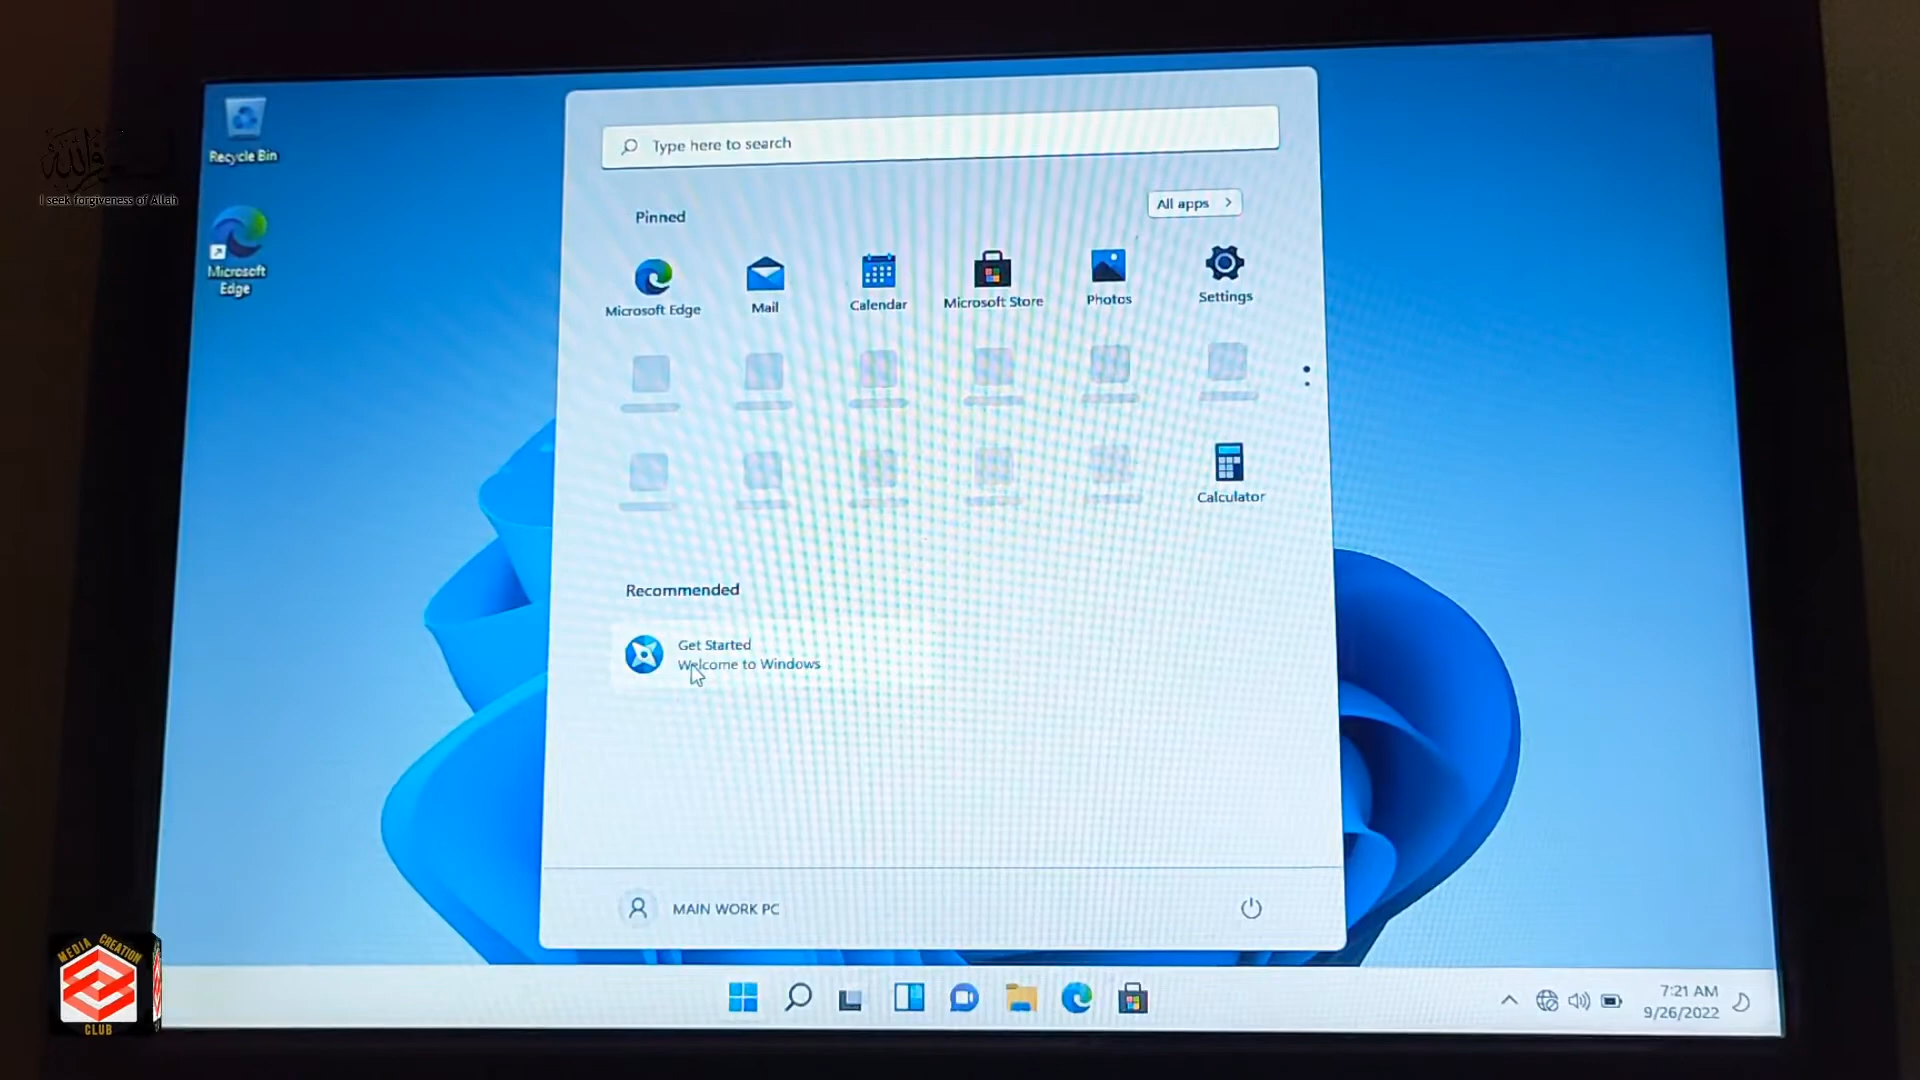 Recycle Bin
أستغفر الله
I seek forgiveness of Allah
Microsoft
Edge
Type here to search
Pinned
All apps
Microsoft Edge
Mail
Calendar
Microsoft Store
Photos
Settings
Calculator
Recommended
Get Started
Welcome to Windows
MAIN WORK PC
MEDIA CREATION
CLUB
7:21 AM
9/26/2022